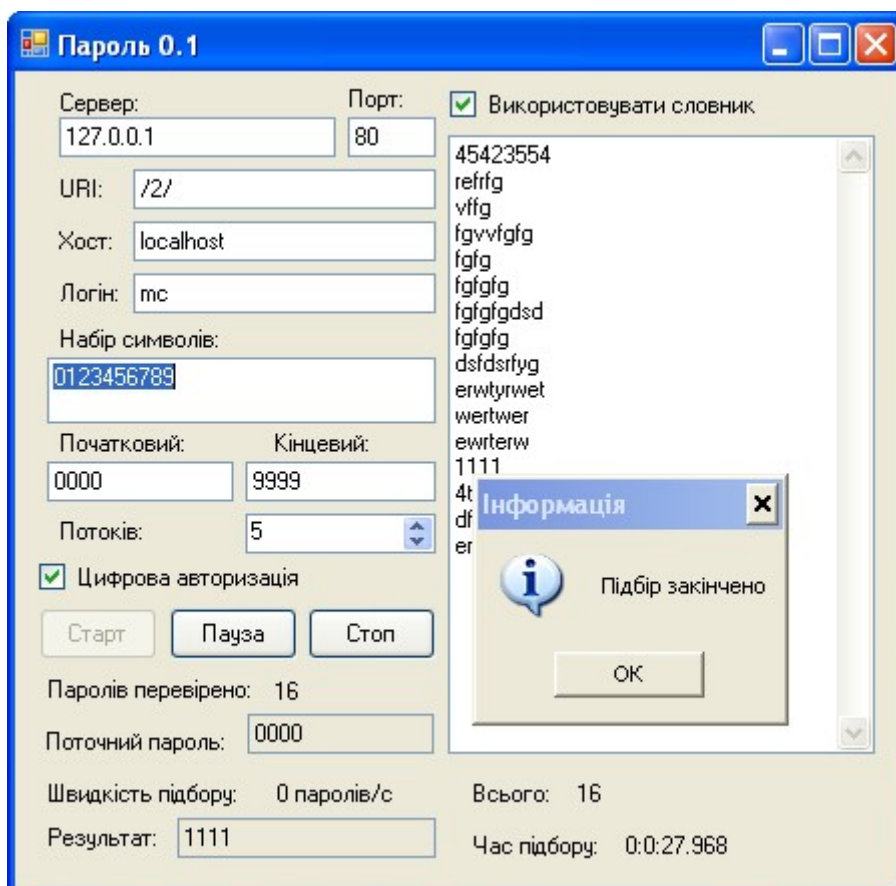 Пароль 0.1
Сервер:
Порт:
127.0.0.1
80
URI:
/2/
Хост:
localhost
Логін:
mc
Набір символів:
0123456789
Початковий:
Кінцевий:
0000
9999
Потоків:
5
Цифрова авторизація
Старт
Пауза
Стоп
Паролів перевірено: 16
Поточний пароль:
0000
Швидкість підбору: 0 паролів/с
Результат:
1111
Використовувати словник
45423554
refrfg
vffg
fgvvfgfg
fgfg
fgfgfg
fgfgfgdsd
fgfgfg
dsfdsrfyg
erwtyrwet
wertwer
ewrterw
1111
Інформація
Підбір закінчено
OK
Всього: 16
Час підбору: 0:0:27.968